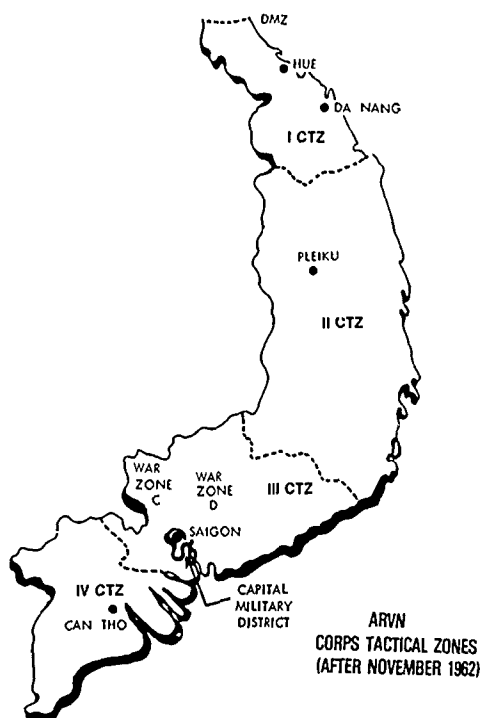 DMZ
HUE
DA NANG
I CTZ
PLEIKU
II CTZ
WAR
ZONE
C
WAR
ZONE
D
III CTZ
SAIGON
IV CTZ
CAN THO
CAPITAL
MILITARY
DISTRICT
ARVN
CORPS TACTICAL ZONES
(AFTER NOVEMBER 1962)